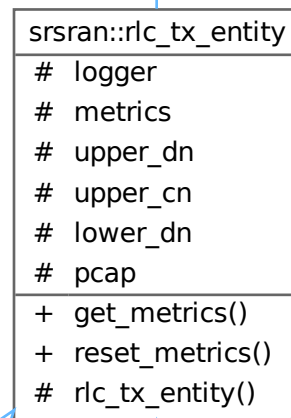 srsran::rlc_tx_entity
# logger
# metrics
# upper_dn
# upper_cn
# lower_dn
# pcap
+ get_metrics()
+ reset_metrics()
# rlc_tx_entity()